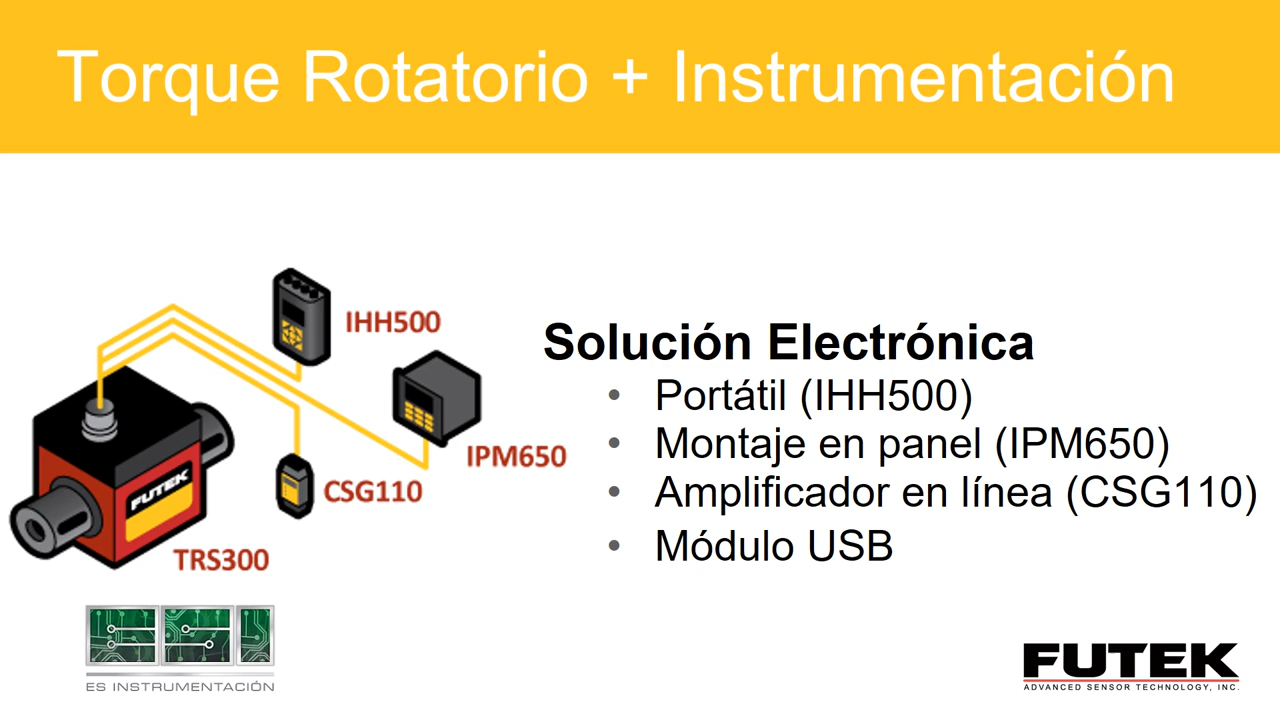 Torque Rotatorio + Instrumentación
IHH500
IPM650
CSG110
FUTEK
TRS300
Solución Electrónica
• Portátil (IHH500)
• Montaje en panel (IPM650)
• Amplificador en línea (CSG110)
• Módulo USB
ES INSTRUMENTACIÓN
FUTEK
ADVANCED SENSOR TECHNOLOGY, INC.